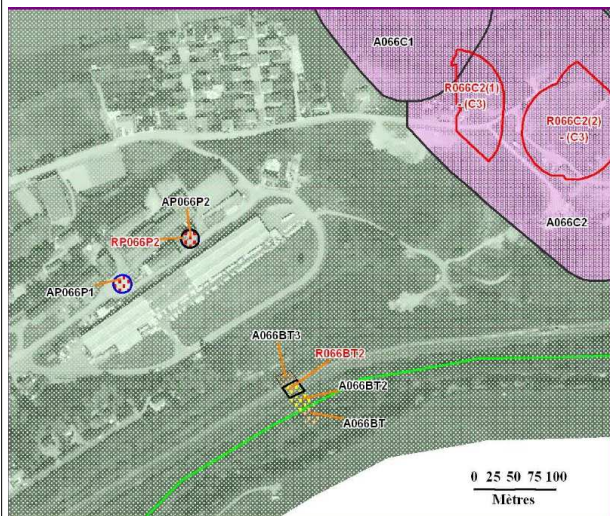 A066C1
R066C2(1)
- (C3)
R066C2(2)
- (C3)
AP066P2
A066C2
RP066P2
AP066P1
A066BT3
R066BT2
A066BT2
A066BT
0 25 50 75 100
Mètres